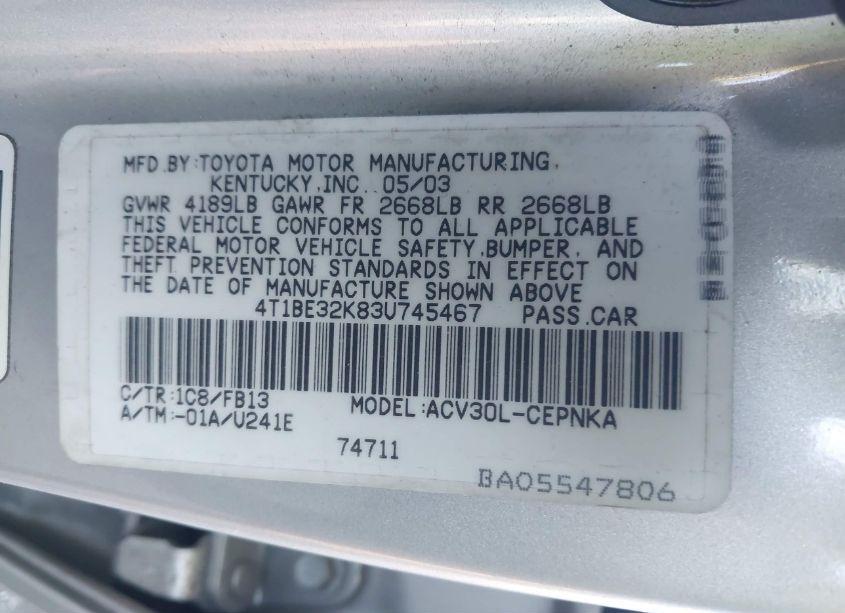 MFD.BY:TOYOTA MOTOR MANUFACTURING,
KENTUCKY,INC. 05/03
GVWR 4189LB GAWR FR 2668LB RR 2668LB
THIS VEHICLE CONFORMS TO ALL APPLICABLE
FEDERAL MOTOR VEHICLE SAFETY,BUMPER, AND
THEFT PREVENTION STANDARDS IN EFFECT ON
THE DATE OF MANUFACTURE SHOWN ABOVE
4T1BE32K83U745467 PASS.CAR
C/TR:1C8/FB13
A/TM:-01A/U241E
MODEL:ACV30L-CEPNKA
74711
BA05547806